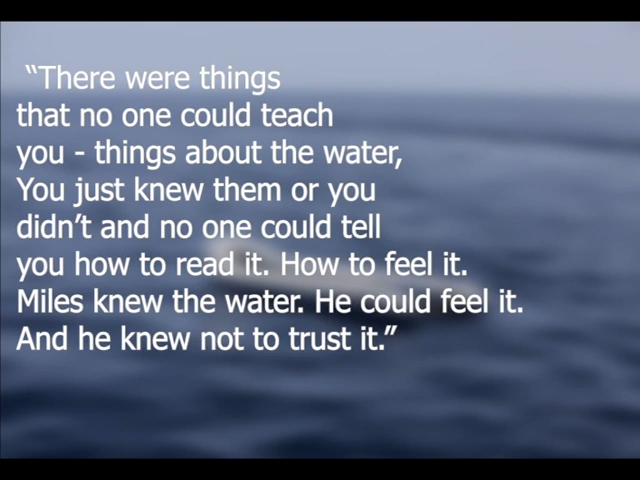 “There were things
that no one could teach
you - things about the water,
You just knew them or you
didn’t and no one could tell
you how to read it. How to feel it.
Miles knew the water. He could feel it.
And he knew not to trust it.”